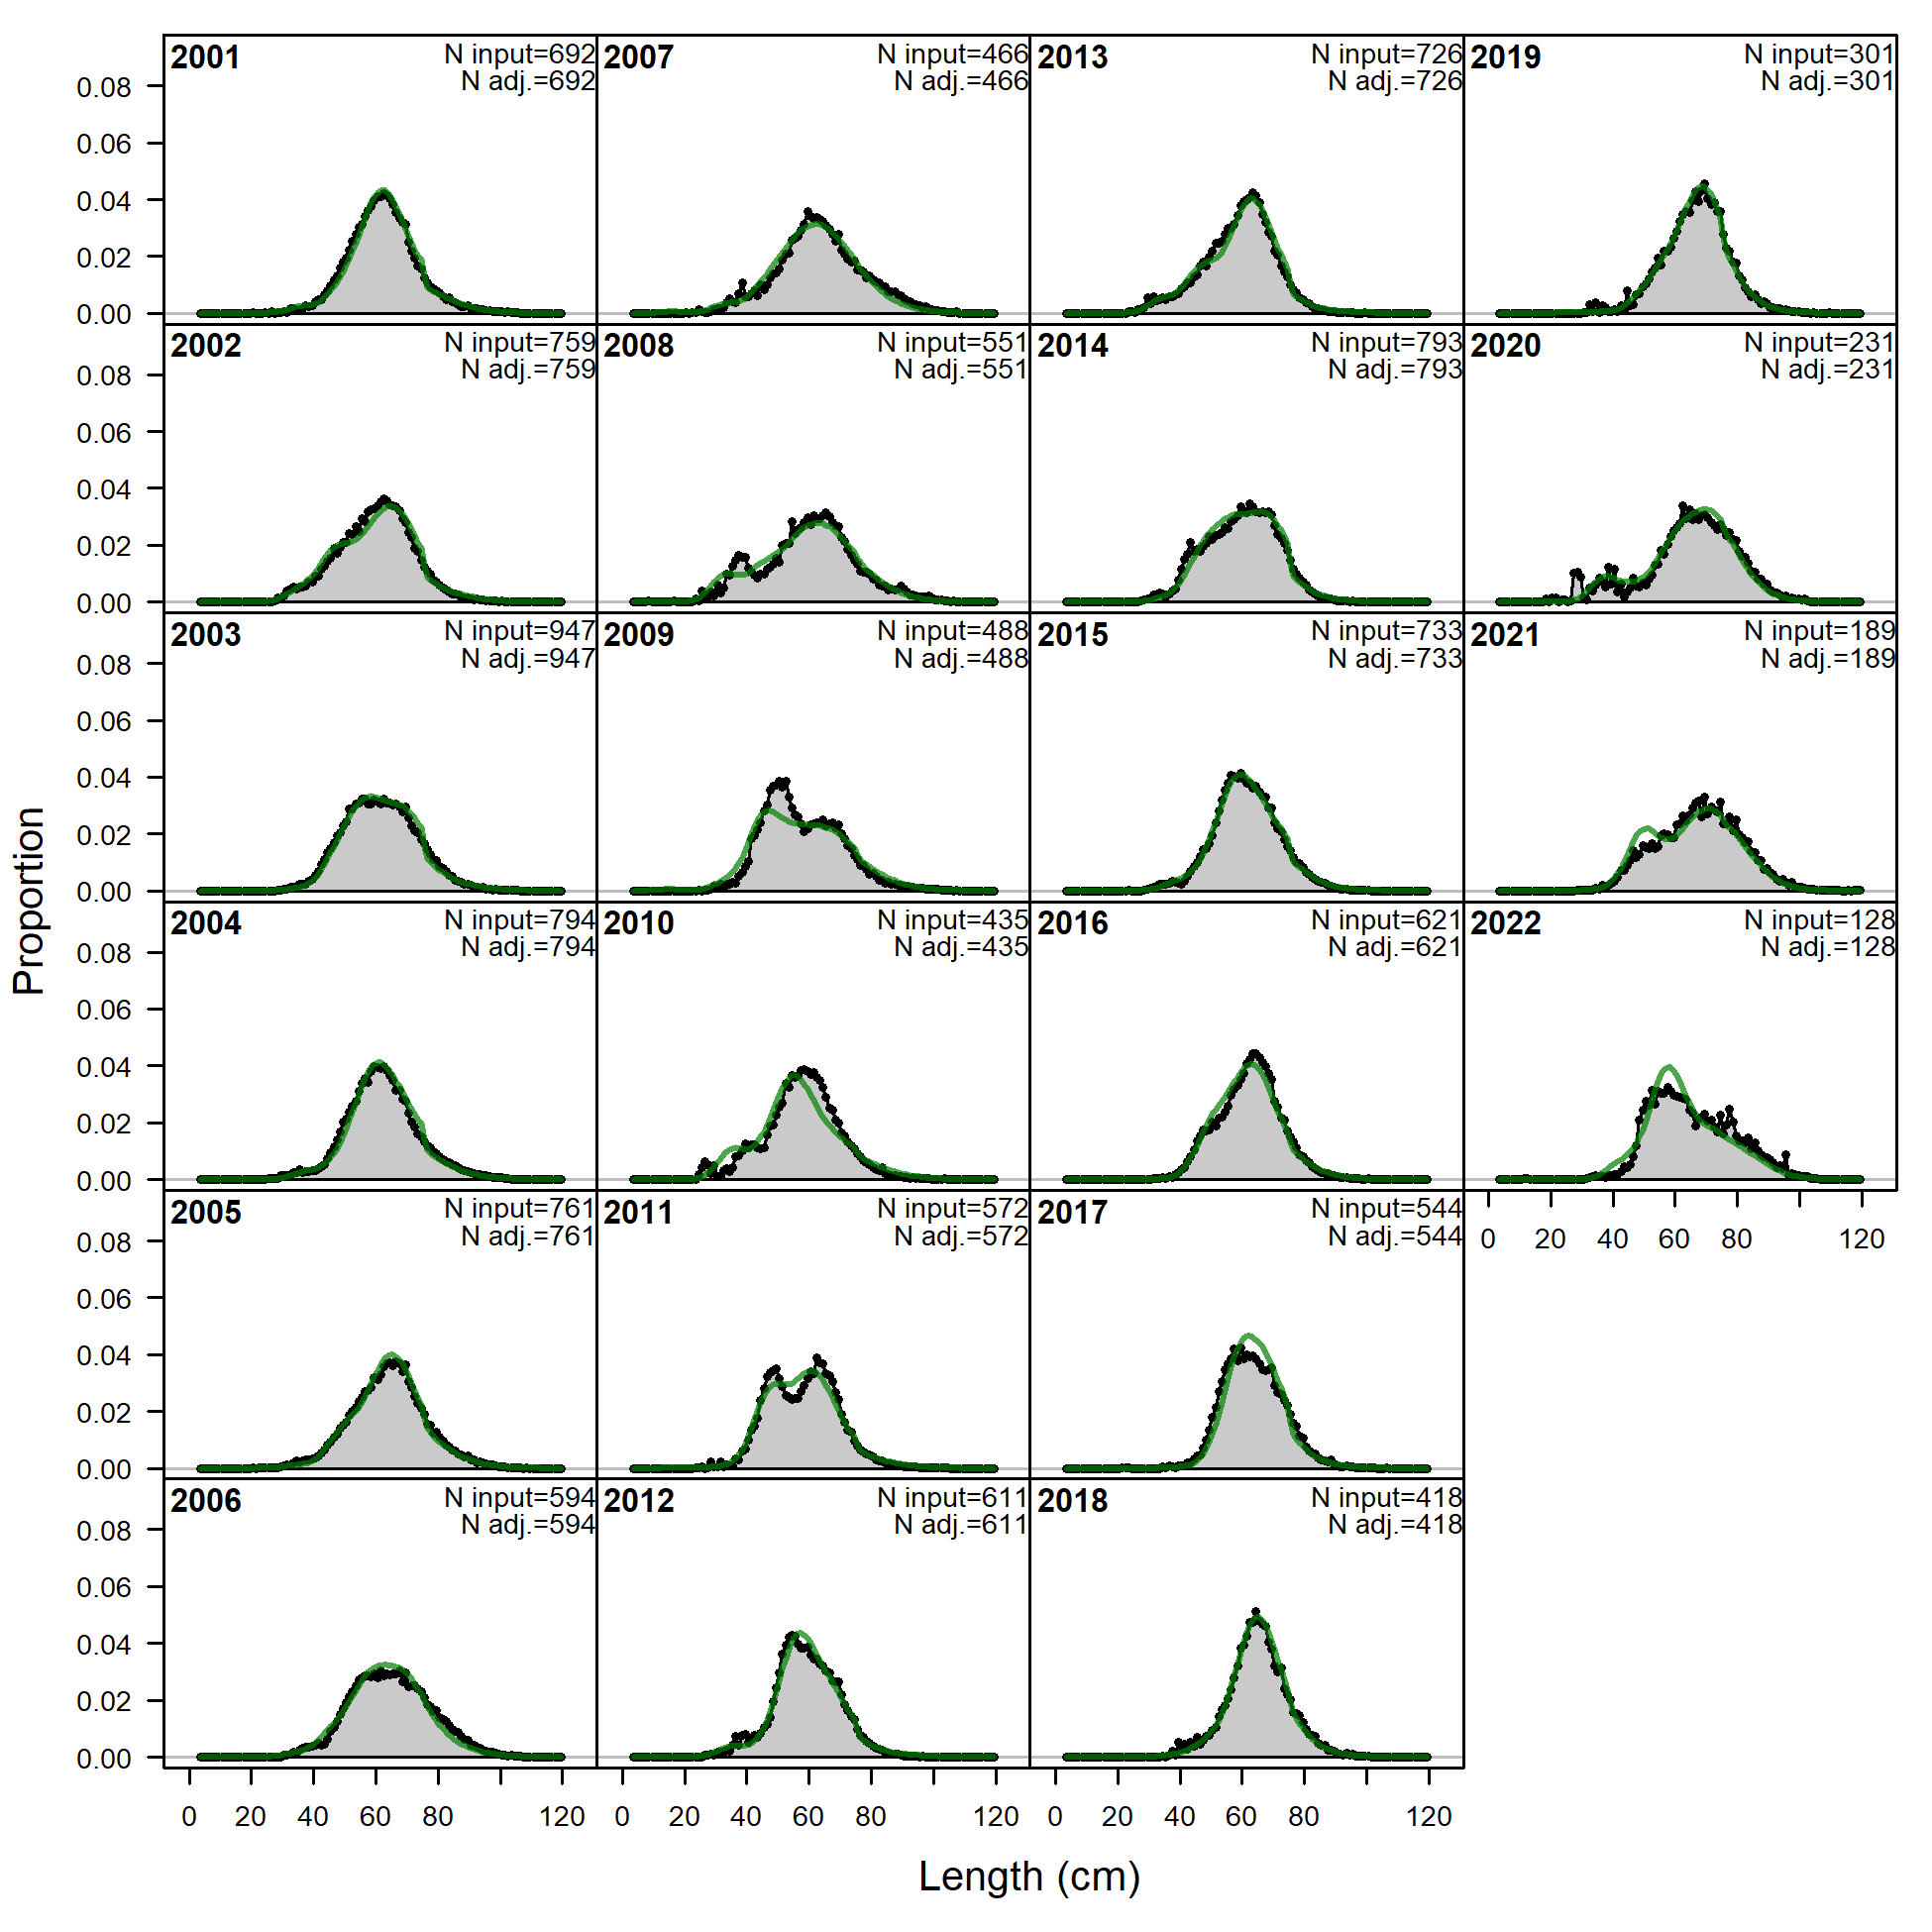 2001 N input=692 2007 N input=466 2013 N input=726 2019 N input=301
N adj.=692 N adj.=466 N adj.=726 N adj.=301
0.08
0.06
0.04
0.02
0.00
2002 N input=759 2008 N input=551 2014 N input=793 2020 N input=231
N adj.=759 N adj.=551 N adj.=793 N adj.=231
0.08
0.06
0.04
0.02
0.00
2003 N input=947 2009 N input=488 2015 N input=733 2021 N input=189
N adj.=947 N adj.=488 N adj.=733 N adj.=189
0.08
0.06
0.04
0.02
0.00
Proportion
2004 N input=794 2010 N input=435 2016 N input=621 2022 N input=128
N adj.=794 N adj.=435 N adj.=621 N adj.=128
0.08
0.06
0.04
0.02
0.00
2005 N input=761 2011 N input=572 2017 N input=544
N adj.=761 N adj.=572 N adj.=544 0 20 40 60 80 120
0.08
0.06
0.04
0.02
0.00
2006 N input=594 2012 N input=611 2018 N input=418
N adj.=594 N adj.=611 N adj.=418
0.08
0.06
0.04
0.02
0.00
0 20 40 60 80 120 0 20 40 60 80 120 0 20 40 60 80 120
Length (cm)